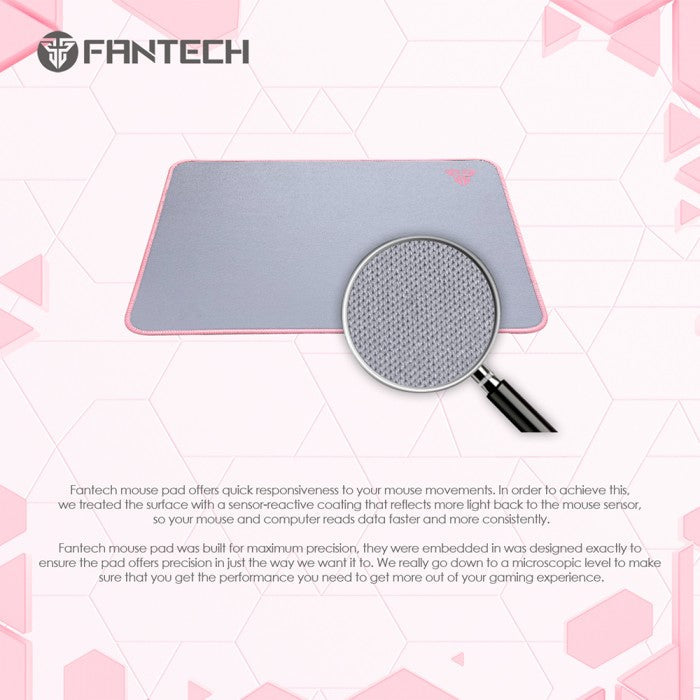 FANTECH
Fantech mouse pad offers quick responsiveness to your mouse movements. In order to achieve this,
we treated the surface with a sensor-reactive coating that reflects more light back to the mouse sensor,
so your mouse and computer reads data faster and more consistently.
Fantech mouse pad was built for maximum precision, they were embedded in was designed exactly to
ensure the pad offers precision in just the way we want it to. We really go down to a microscopic level to make
sure that you get the performance you need to get more out of your gaming experience.